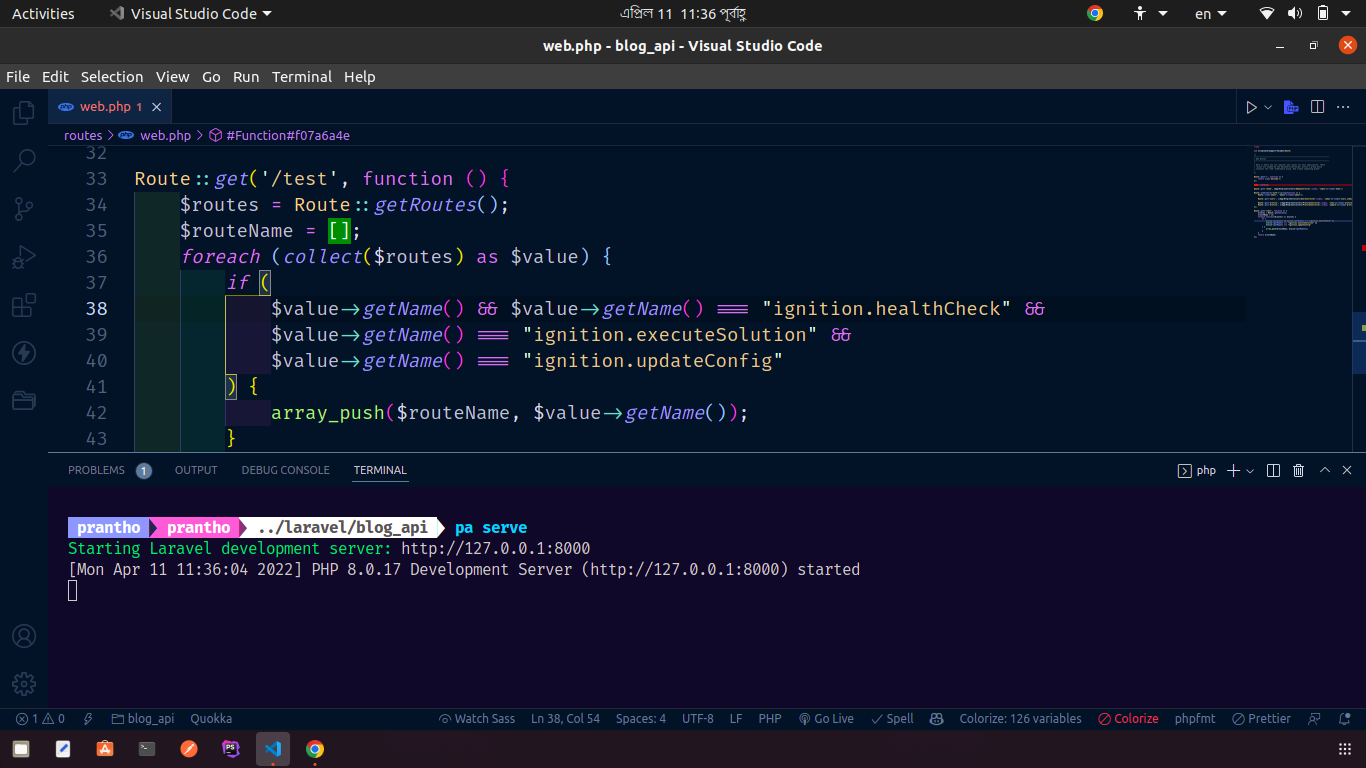 Activities
Visual Studio Code
এপ্রিল 11 11:36 পূর্বাহ্ণ
en
web.php - blog_api - Visual Studio Code
File Edit Selection View Go Run Terminal Help
web.php 1
routes > web.php > #Function#f07a6a4e
32
33 Route::get('/test', function () {
34 $routes = Route::getRoutes();
35 $routeName = [];
36 foreach (collect($routes) as $value) {
37 if (
38 $value->getName() && $value->getName() === "ignition.healthCheck" &&
39 $value->getName() === "ignition.executeSolution" &&
40 $value->getName() === "ignition.updateConfig"
41 ) {
42 array_push($routeName, $value->getName());
43 }
PROBLEMS 1 OUTPUT DEBUG CONSOLE TERMINAL
php
prantho prantho ../laravel/blog_api pa serve
Starting Laravel development server: http://127.0.0.1:8000
[Mon Apr 11 11:36:04 2022] PHP 8.0.17 Development Server (http://127.0.0.1:8000) started
1 0 blog_api Quokka Watch Sass Ln 38, Col 54 Spaces: 4 UTF-8 LF PHP Go Live Spell Colorize: 126 variables Colorize phpfmt Prettier